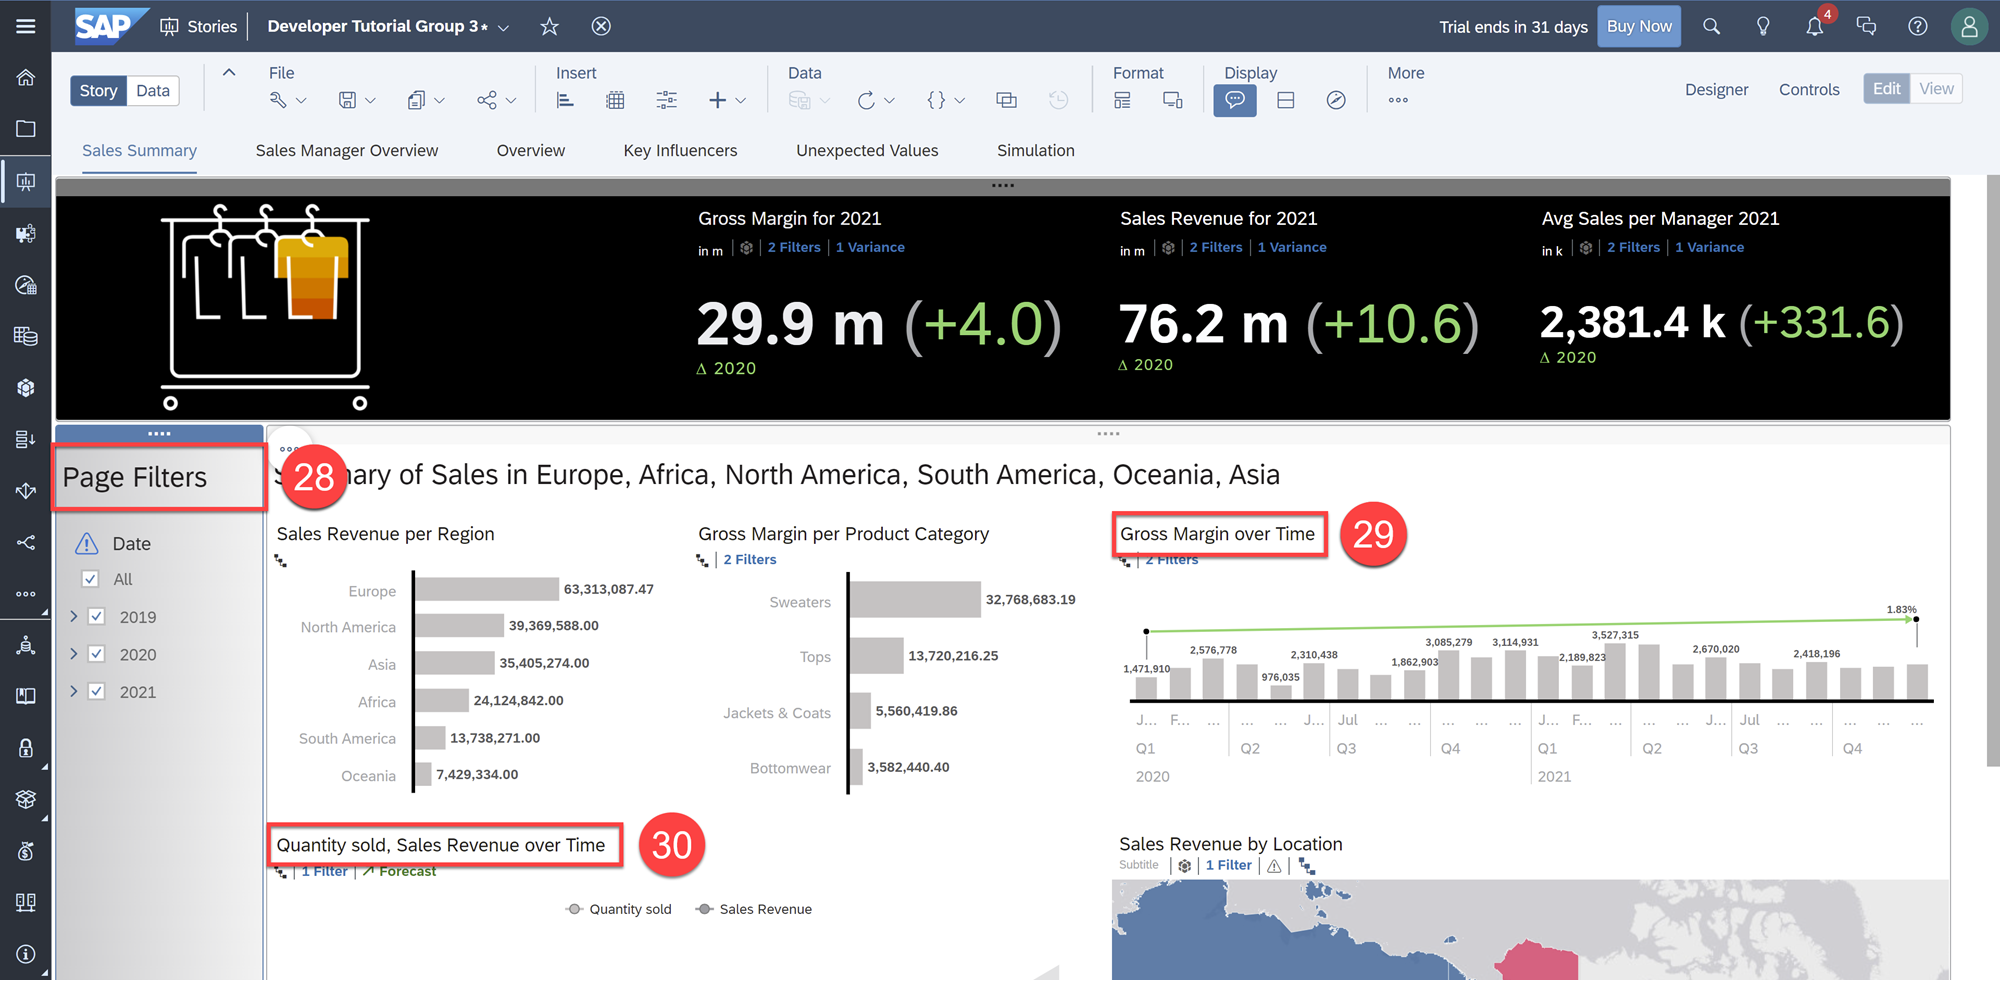 SAP
Stories
Developer Tutorial Group 3*
Trial ends in 31 days
Buy Now
4
Story
Data
File
Insert
Data
Format
Display
More
Designer
Controls
Edit
View
Sales Summary
Sales Manager Overview
Overview
Key Influencers
Unexpected Values
Simulation
Gross Margin for 2021
in m
2 Filters
1 Variance
29.9 m (+4.0)
Δ 2020
Sales Revenue for 2021
in m
2 Filters
1 Variance
76.2 m (+10.6)
Δ 2020
Avg Sales per Manager 2021
in k
2 Filters
1 Variance
2,381.4 k (+331.6)
Δ 2020
Page Filters
28
Date
All
2019
2020
2021
ary of Sales in Europe, Africa, North America, South America, Oceania, Asia
Sales Revenue per Region
Europe 63,313,087.47
North America 39,369,588.00
Asia 35,405,274.00
Africa 24,124,842.00
South America 13,738,271.00
Oceania 7,429,334.00
Gross Margin per Product Category
2 Filters
Sweaters 32,768,683.19
Tops 13,720,216.25
Jackets & Coats 5,560,419.86
Bottomwear 3,582,440.40
Gross Margin over Time
29
2 Filters
1.83%
1,471,910
2,576,778
976,035
2,310,438
1,862,903
3,085,279
3,114,931
2,189,823
3,527,315
2,670,020
2,418,196
J... F... ... ... ... J... Jul ... ... ... ... ... J... F... ... ... ... J... Jul ... ... ... ... ...
Q1 Q2 Q3 Q4 Q1 Q2 Q3 Q4
2020 2021
Quantity sold, Sales Revenue over Time
30
1 Filter
Forecast
Quantity sold
Sales Revenue
Sales Revenue by Location
Subtitle
1 Filter